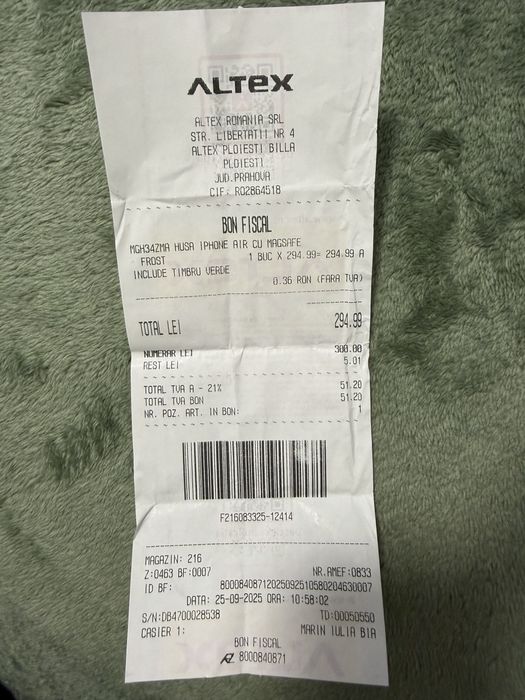 ALTEX
ALTEX ROMANIA SRL
STR. LIBERTATII NR 4
ALTEX PLOIESTI BILLA
PLOIESTI
JUD.PRAHOVA
CIF: RO2864518
BON FISCAL
MGH34ZMA HUSA IPHONE AIR CU MAGSAFE
FROST 1 BUC X 294.99= 294.99 A
INCLUDE TIMBRU VERDE
0.36 RON (FARA TVA)
TOTAL LEI 294.99
NUMERAR LEI 300.00
REST LEI 5.01
TOTAL TVA A - 21% 51.20
TOTAL TVA BON 51.20
NR. POZ. ART. IN BON: 1
F216083325-12414
MAGAZIN: 216
Z:0463 BF:0007 NR.AMEF:0833
ID BF: 80008408712025092510580204630007
DATA: 25-09-2025 ORA: 10:58:02
S/N:DB4700028538 TD:00050550
CASIER 1: MARIN IULIA BIA
BON FISCAL
8000840871